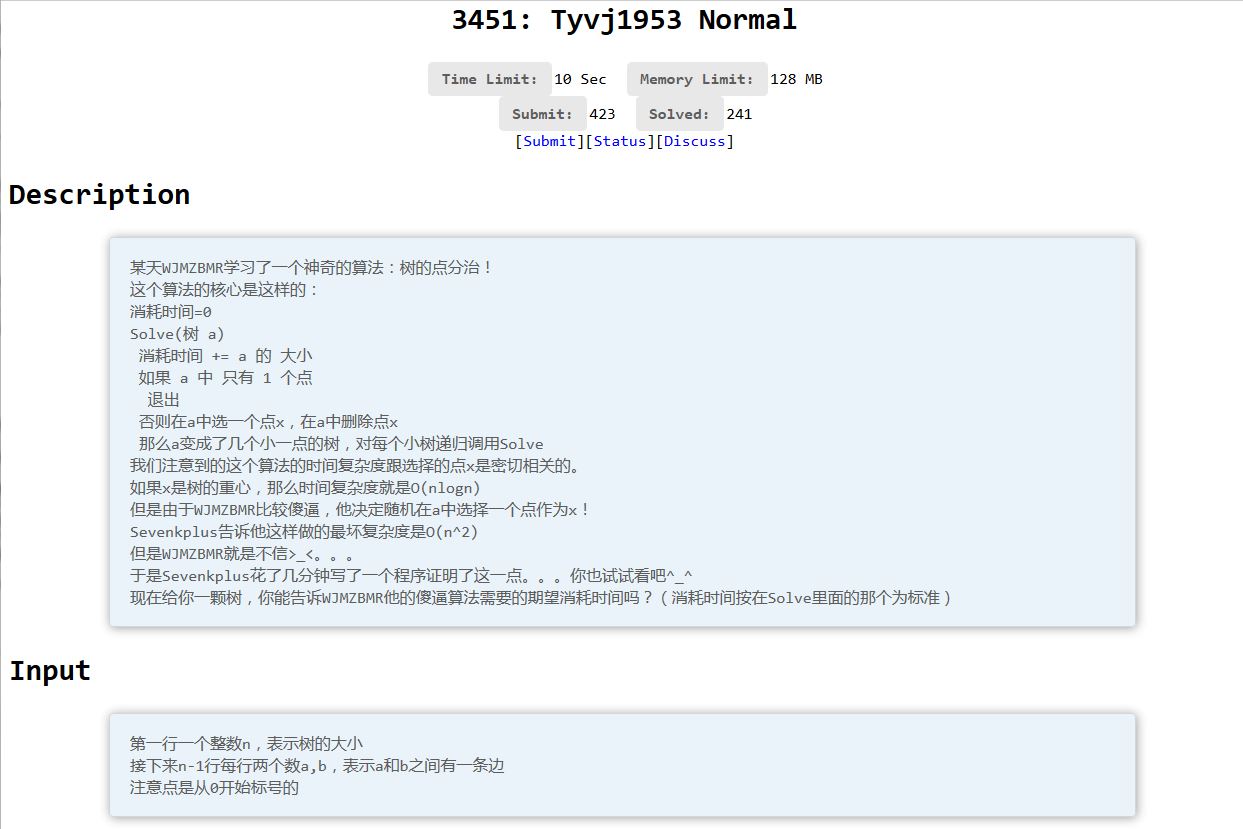 3451: Tyvj1953 Normal
Time Limit: 10 Sec Memory Limit: 128 MB
Submit: 423 Solved: 241
[Submit][Status][Discuss]
Description
某天WJMZBMR学习了一个神奇的算法：树的点分治！
这个算法的核心是这样的：
消耗时间=0
Solve(树 a)
消耗时间 += a 的 大小
如果 a 中 只有 1 个点
退出
否则在a中选一个点x，在a中删除点x
那么a变成了几个小一点的树，对每个小树递归调用Solve
我们注意到的这个算法的时间复杂度跟选择的点x是密切相关的。
如果x是树的重心，那么时间复杂度就是O(nlogn)
但是由于WJMZBMR比较傻逼，他决定随机在a中选择一个点作为x！
Sevenkplus告诉他这样做的最坏复杂度是O(n^2)
但是WJMZBMR就是不信>_<。。。
于是Sevenkplus花了几分钟写了一个程序证明了这一点。。。你也试试看吧^_^
现在给你一颗树，你能告诉WJMZBMR他的傻逼算法需要的期望消耗时间吗？（消耗时间按在Solve里面的那个为标准）
Input
第一行一个整数n，表示树的大小
接下来n-1行每行两个数a,b，表示a和b之间有一条边
注意点是从0开始标号的